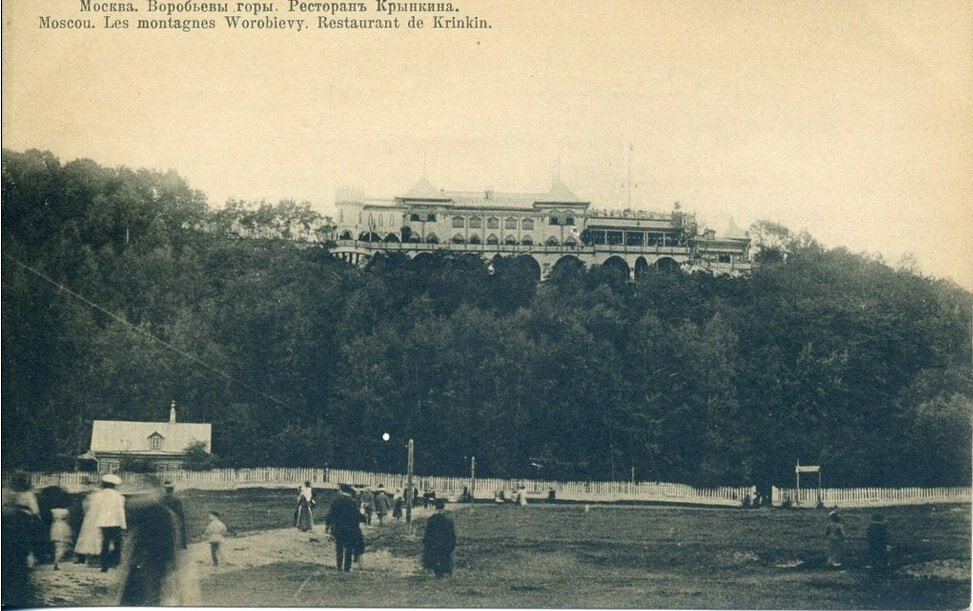 Москва. Воробьевы горы. Ресторанъ Крынкина.
Moscou. Les montagnes Worobievy. Restaurant de Krinkin.